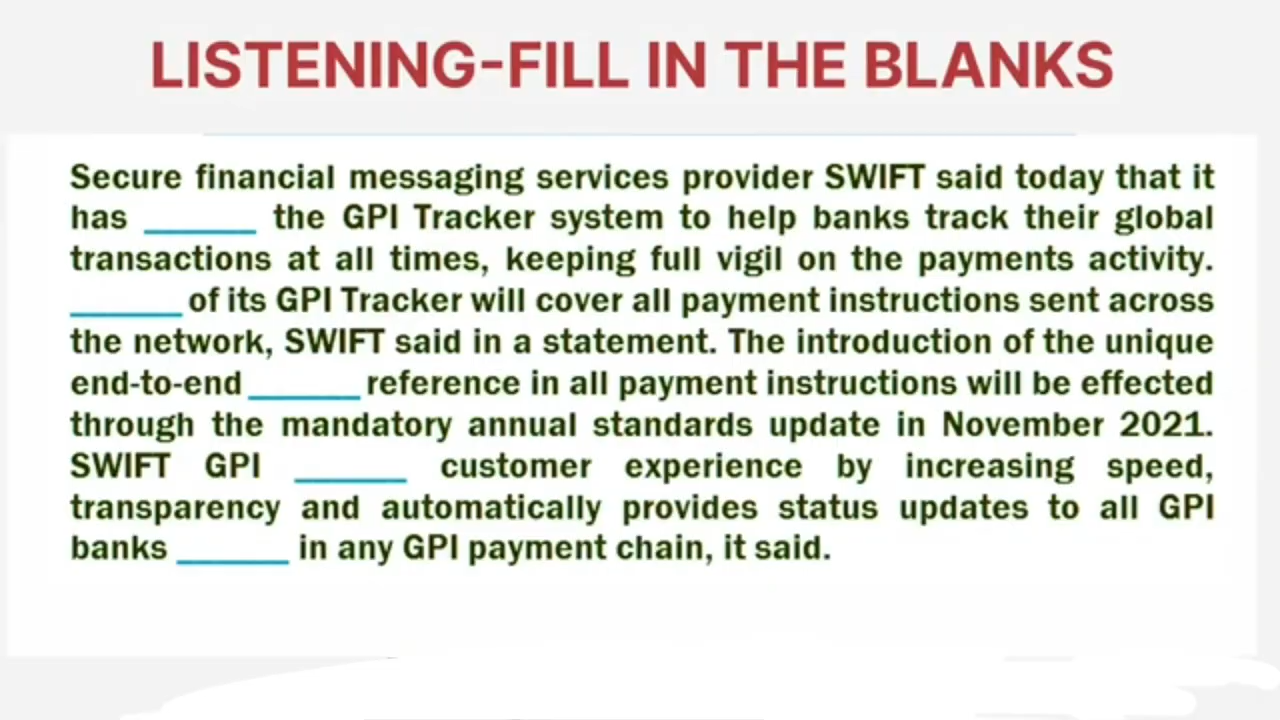 LISTENING-FILL IN THE BLANKS
Secure financial messaging services provider SWIFT said today that it
has ______ the GPI Tracker system to help banks track their global
transactions at all times, keeping full vigil on the payments activity.
______ of its GPI Tracker will cover all payment instructions sent across
the network, SWIFT said in a statement. The introduction of the unique
end-to-end ______ reference in all payment instructions will be effected
through the mandatory annual standards update in November 2021.
SWIFT GPI ______ customer experience by increasing speed,
transparency and automatically provides status updates to all GPI
banks ______ in any GPI payment chain, it said.